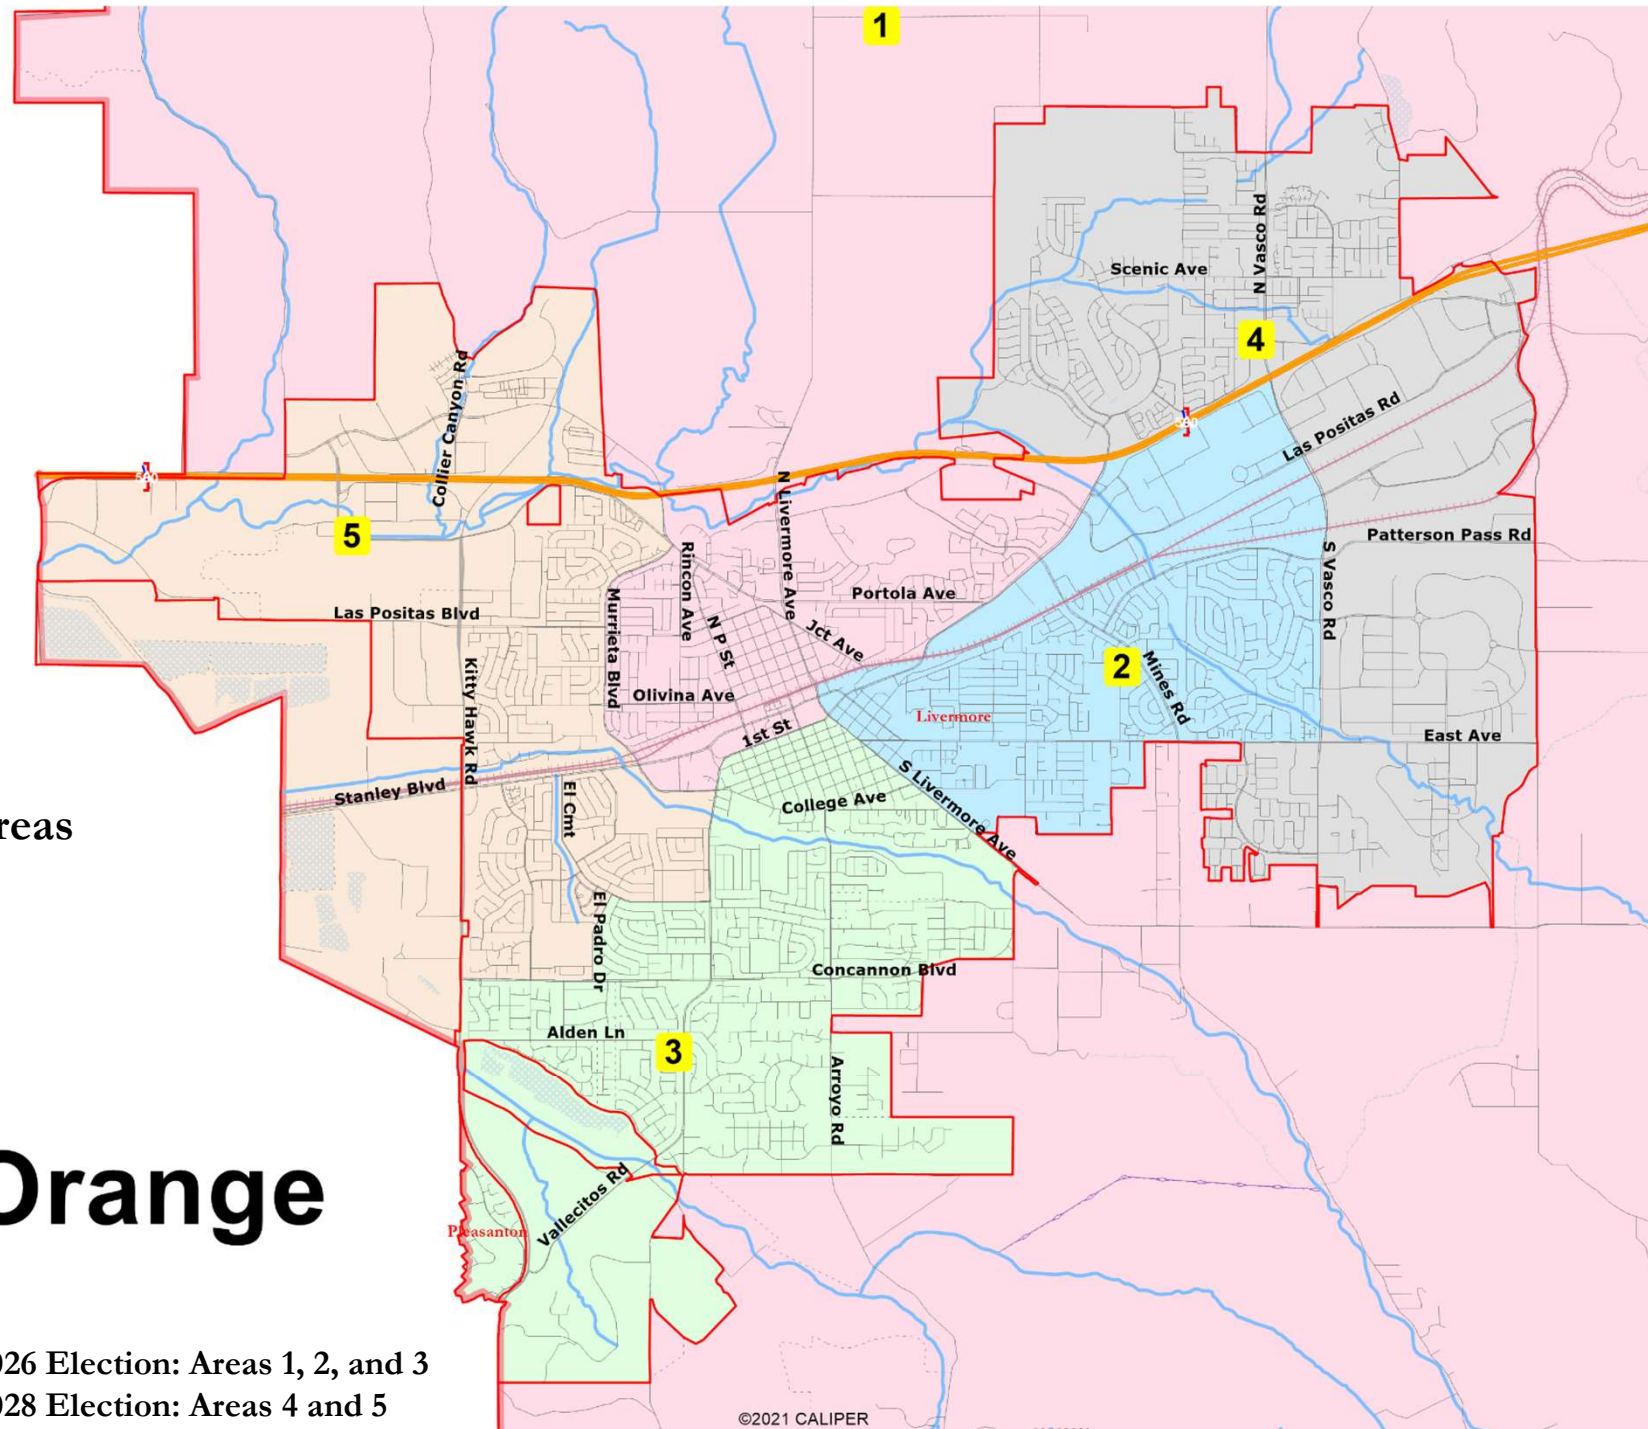 1
N Vasco Rd
Scenic Ave
4
Collier Canyon Rd
Las Positas Rd
N Livermore Ave
5
Patterson Pass Rd
Rincon Ave
S Vasco Rd
Portola Ave
Las Positas Blvd
Murrieta Blvd
N P St
Jct Ave
2
Mines Rd
Kitty Hawk Rd
Olivina Ave
Livermore
1st St
East Ave
Stanley Blvd
El Cmt
College Ave
S Livermore Ave
reas
El Padro Dr
Concannon Blvd
Alden Ln
3
Arroyo Rd
Orange
Vallecitos Rd
Pleasanton
026 Election: Areas 1, 2, and 3
028 Election: Areas 4 and 5
©2021 CALIPER